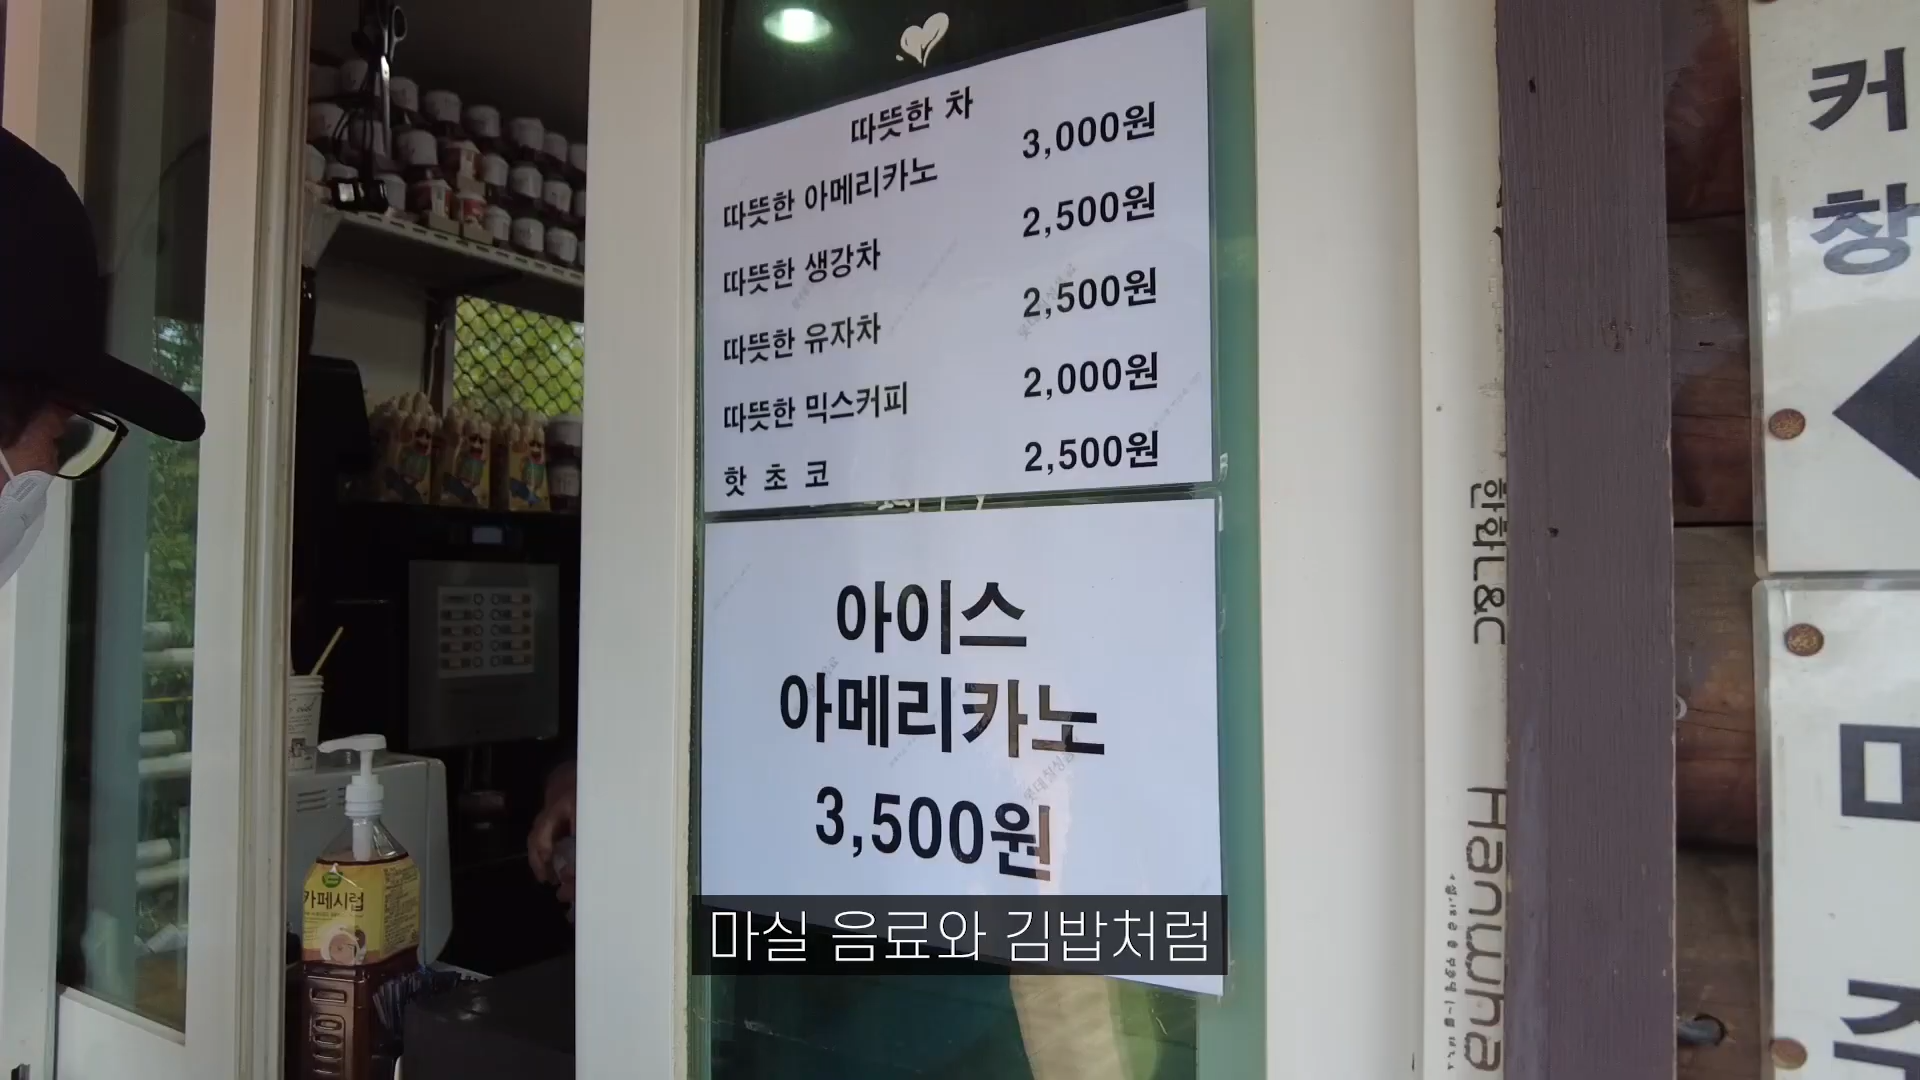 따뜻한 차
따뜻한 아메리카노 3,000원
따뜻한 생강차 2,500원
따뜻한 유자차 2,500원
따뜻한 믹스커피 2,000원
핫 초 코 2,500원
아이스
아메리카노
3,500원
마실 음료와 김밥처럼
카페시럽
한화L&C
Hanwha
커
창